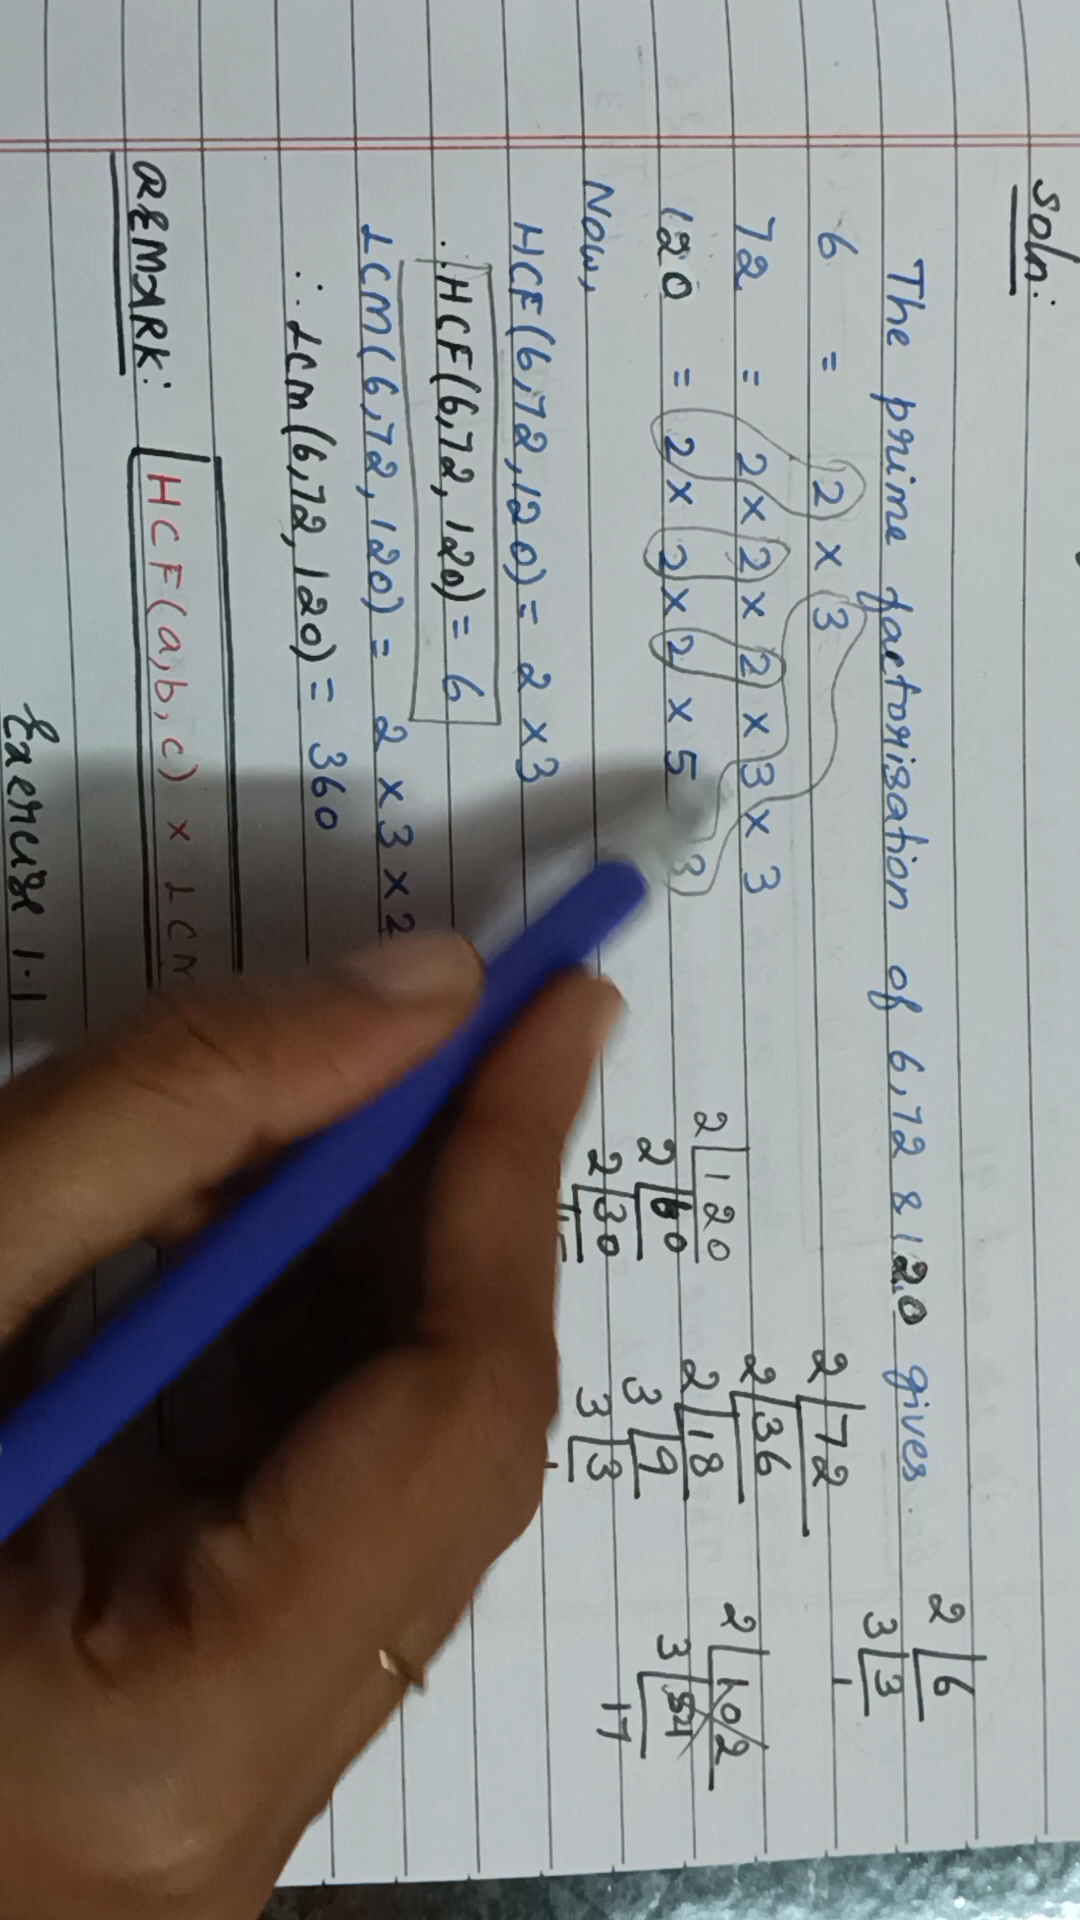 Soln:
The prime factorisation of 6,72 & 120 gives.
6 = 2 × 3
72 = 2 × 2 × 2 × 3 × 3
120 = 2 × 2 × 2 × 5 3
Now,
HCF(6,72,120) = 2 × 3
∴ HCF(6,72,120) = 6
LCM(6,72,120) = 2 × 3 × 2
∴ LCM(6,72,120) = 360
REMARK: HCF(a,b,c) × LCM
Exercise 1.1
2 120
2 60
2 30
15
2 72
2 36
2 18
3 9
3 3
1
2 6
3 3
1
2 102
3
17